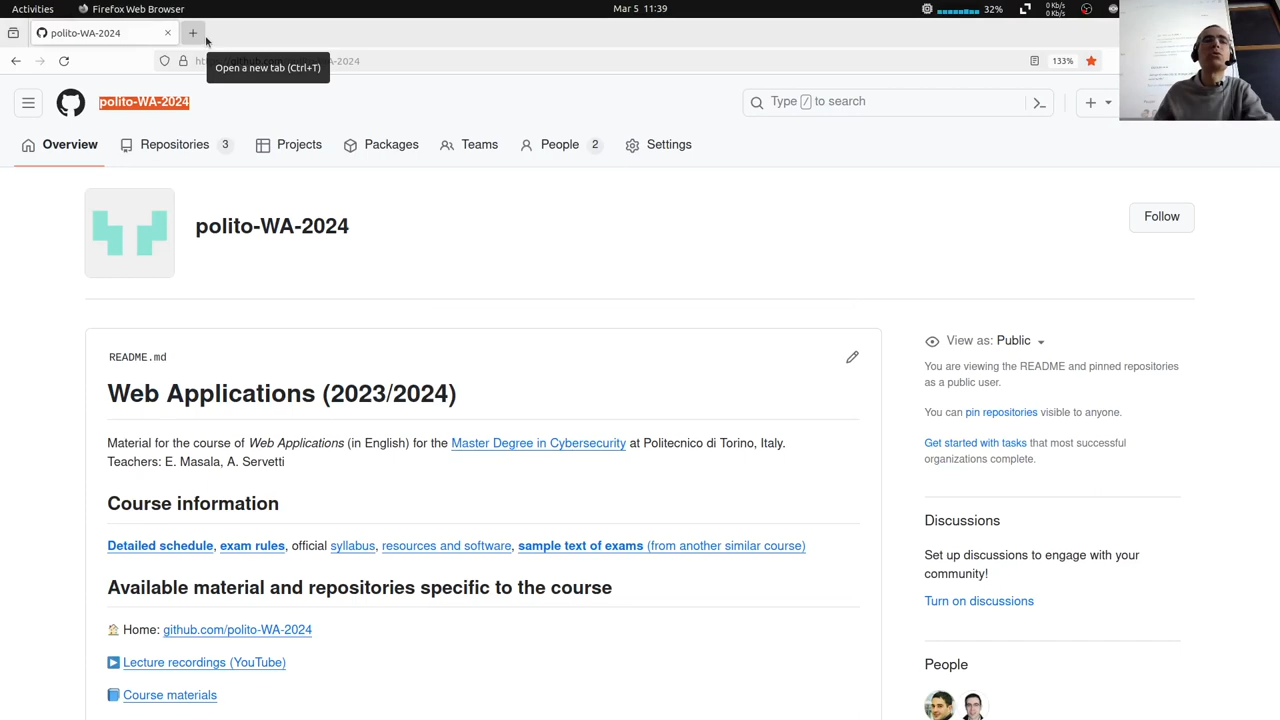 Activities
Firefox Web Browser
Mar 5 11:39
32%
0 Kb/s
0 Kb/s
polito-WA-2024
Open a new tab (Ctrl+T)
-2024
133%
polito-WA-2024
Type / to search
Overview
Repositories 3
Projects
Packages
Teams
People 2
Settings
polito-WA-2024
Follow
README.md
Web Applications (2023/2024)
Material for the course of Web Applications (in English) for the Master Degree in Cybersecurity at Politecnico di Torino, Italy.
Teachers: E. Masala, A. Servetti
Course information
Detailed schedule, exam rules, official syllabus, resources and software, sample text of exams (from another similar course)
Available material and repositories specific to the course
Home: github.com/polito-WA-2024
Lecture recordings (YouTube)
Course materials
View as: Public
You are viewing the README and pinned repositories
as a public user.
You can pin repositories visible to anyone.
Get started with tasks that most successful
organizations complete.
Discussions
Set up discussions to engage with your
community!
Turn on discussions
People